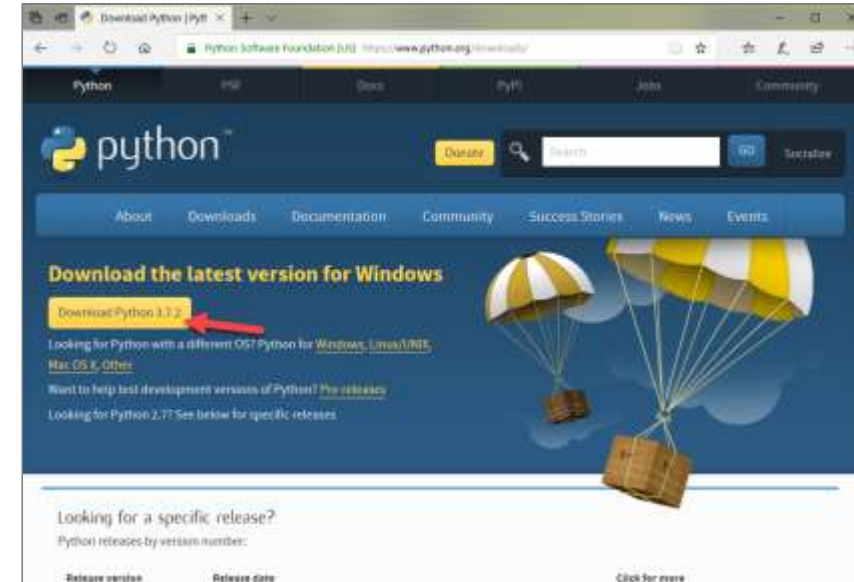 Download Python | Pyt
Python Software Foundation [US] https://www.python.org/downloads/
Python PSF Docs PyPI Jobs Community
python™
Donate Search GO Socialize
About Downloads Documentation Community Success Stories News Events
Download the latest version for Windows
Download Python 3.7.2
Looking for Python with a different OS? Python for Windows, Linux/UNIX,
Mac OS X, Other
Want to help test development versions of Python? Pre-releases
Looking for Python 2.7? See below for specific releases
Looking for a specific release?
Python releases by version number:
Release version Release date Click for more